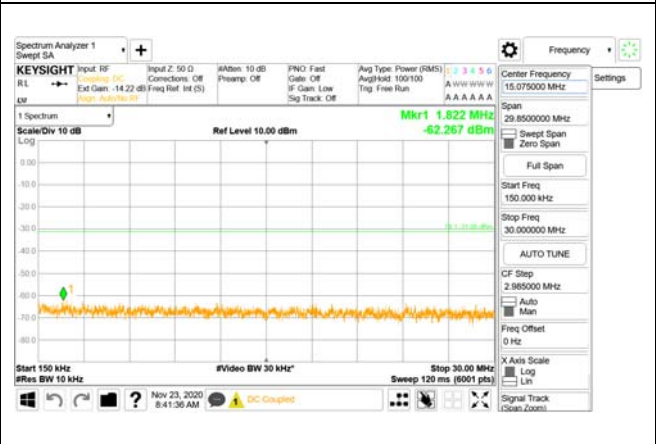 Spectrum Analyzer 1
Swept SA
Frequency
KEYSIGHT
RL
Input: RF
Coupling: DC
Ext Gain: -14.22 dB
Align: Auto/No RF
Input Z: 50 Ω
Corrections: Off
Freq Ref: Int (S)
#Atten: 10 dB
Preamp: Off
PNO: Fast
Gate: Off
IF Gain: Low
Sig Track: Off
Avg Type: Power (RMS)
Avg|Hold: 100/100
Trig: Free Run
1 2 3 4 5 6
A W W W W W
A A A A A A
1 Spectrum
Scale/Div 10 dB
Log
Ref Level 10.00 dBm
Mkr1 1.822 MHz
-62.267 dBm
0.00
-10.0
-20.0
-30.0
-40.0
-50.0
-60.0
-70.0
-80.0
1
Start 150 kHz
#Res BW 10 kHz
#Video BW 30 kHz*
Stop 30.00 MHz
Sweep 120 ms (6001 pts)
Nov 23, 2020
8:41:36 AM
DC Coupled
Center Frequency
15.075000 MHz
Settings
Span
29.8500000 MHz
Swept Span
Zero Span
Full Span
Start Freq
150.000 kHz
Stop Freq
30.000000 MHz
AUTO TUNE
CF Step
2.985000 MHz
Auto
Man
Freq Offset
0 Hz
X Axis Scale
Log
Lin
Signal Track
(Span Zoom)